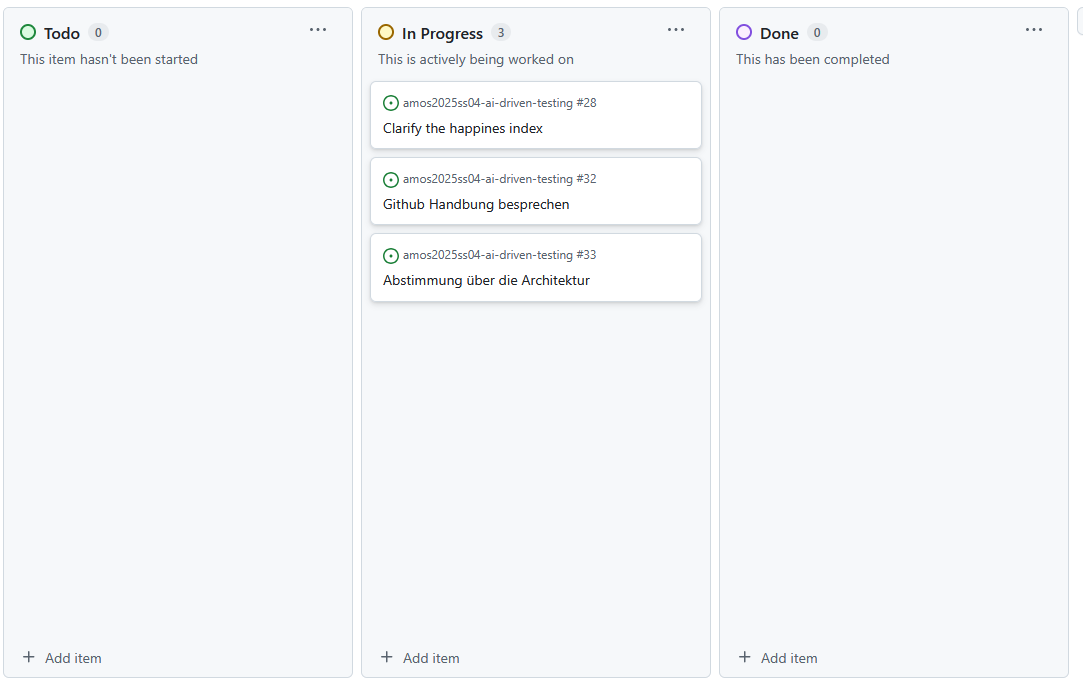 Todo 0
This item hasn't been started
Add item
In Progress 3
This is actively being worked on
amos2025ss04-ai-driven-testing #28
Clarify the happines index
amos2025ss04-ai-driven-testing #32
Github Handbung besprechen
amos2025ss04-ai-driven-testing #33
Abstimmung über die Architektur
Add item
Done 0
This has been completed
Add item